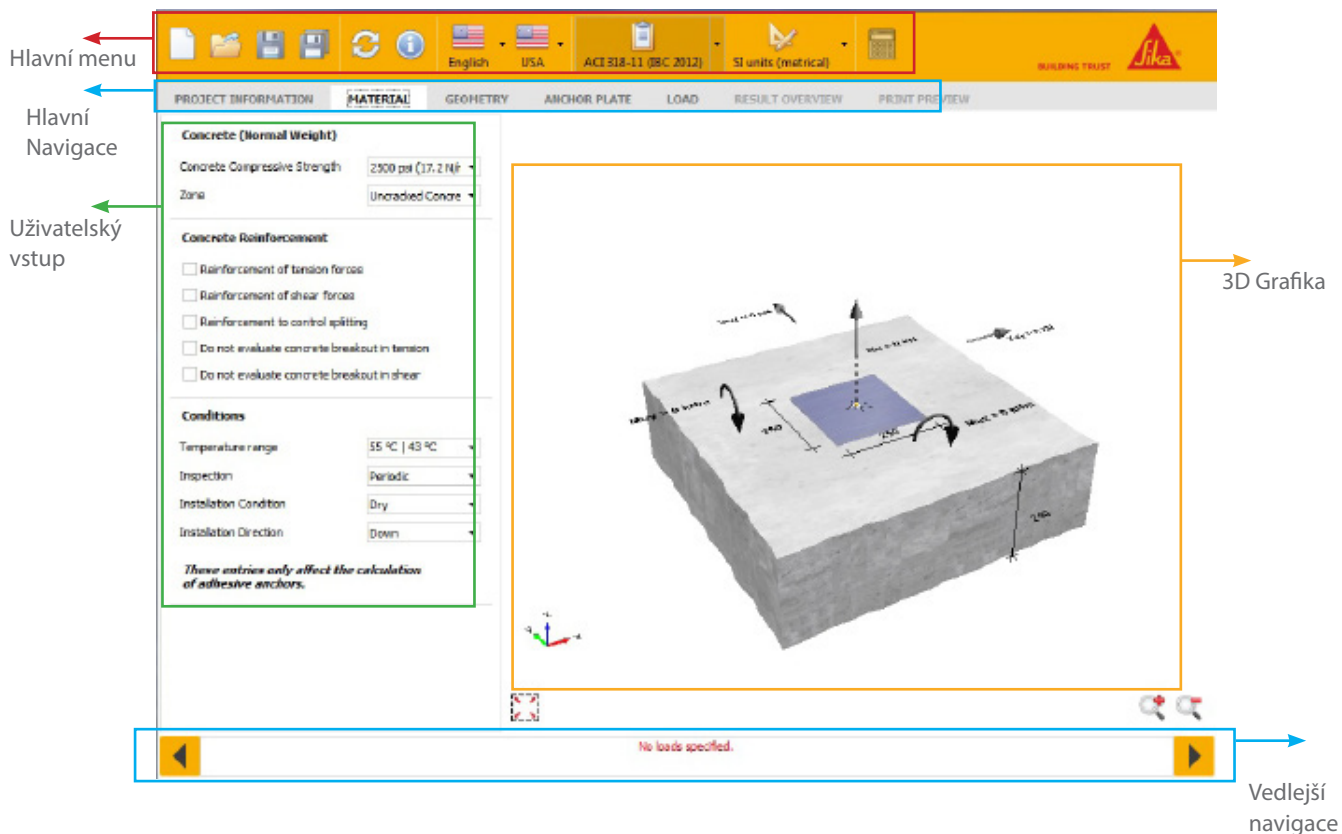 Hlavní menu
English
USA
ACI 318-11 (IBC 2012)
SI units (metrical)
BUILDING TRUST
Sika
Hlavní
Navigace
PROJECT INFORMATION
MATERIAL
GEOMETRY
ANCHOR PLATE
LOAD
RESULT OVERVIEW
PRINT PREVIEW
Uživatelský
vstup
Concrete (Normal Weight)
Concrete Compressive Strength
2500 psi (17.2 N/
Zone
Uncracked Concre
Concrete Reinforcement
Reinforcement of tension forces
Reinforcement of shear forces
Reinforcement to control splitting
Do not evaluate concrete breakout in tension
Do not evaluate concrete breakout in shear
Conditions
Temperature range
55 °C | 43 °C
Inspection
Periodic
Installation Condition
Dry
Installation Direction
Down
These entries only affect the calculation
of adhesive anchors.
3D Grafika
250
No loads specified.
Vedlejší
navigace